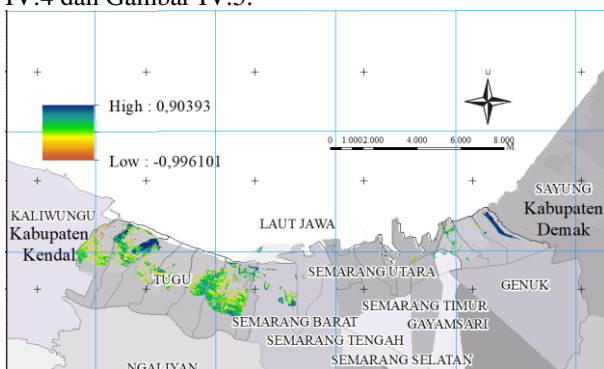 IV.4 dan Gambar IV.5.
U
High : 0,90393
Low : -0,996101
0 1.0002.000 4.000 6.000 8.000
M
SAYUNG
Kabupaten
Demak
KALIWUNGU
Kabupaten
Kendal
LAUT JAWA
TUGU
SEMARANG UTARA
GENUK
SEMARANG TIMUR
GAYAMSARI
SEMARANG BARAT
SEMARANG TENGAH
SEMARANG SELATAN
NGALIYAN